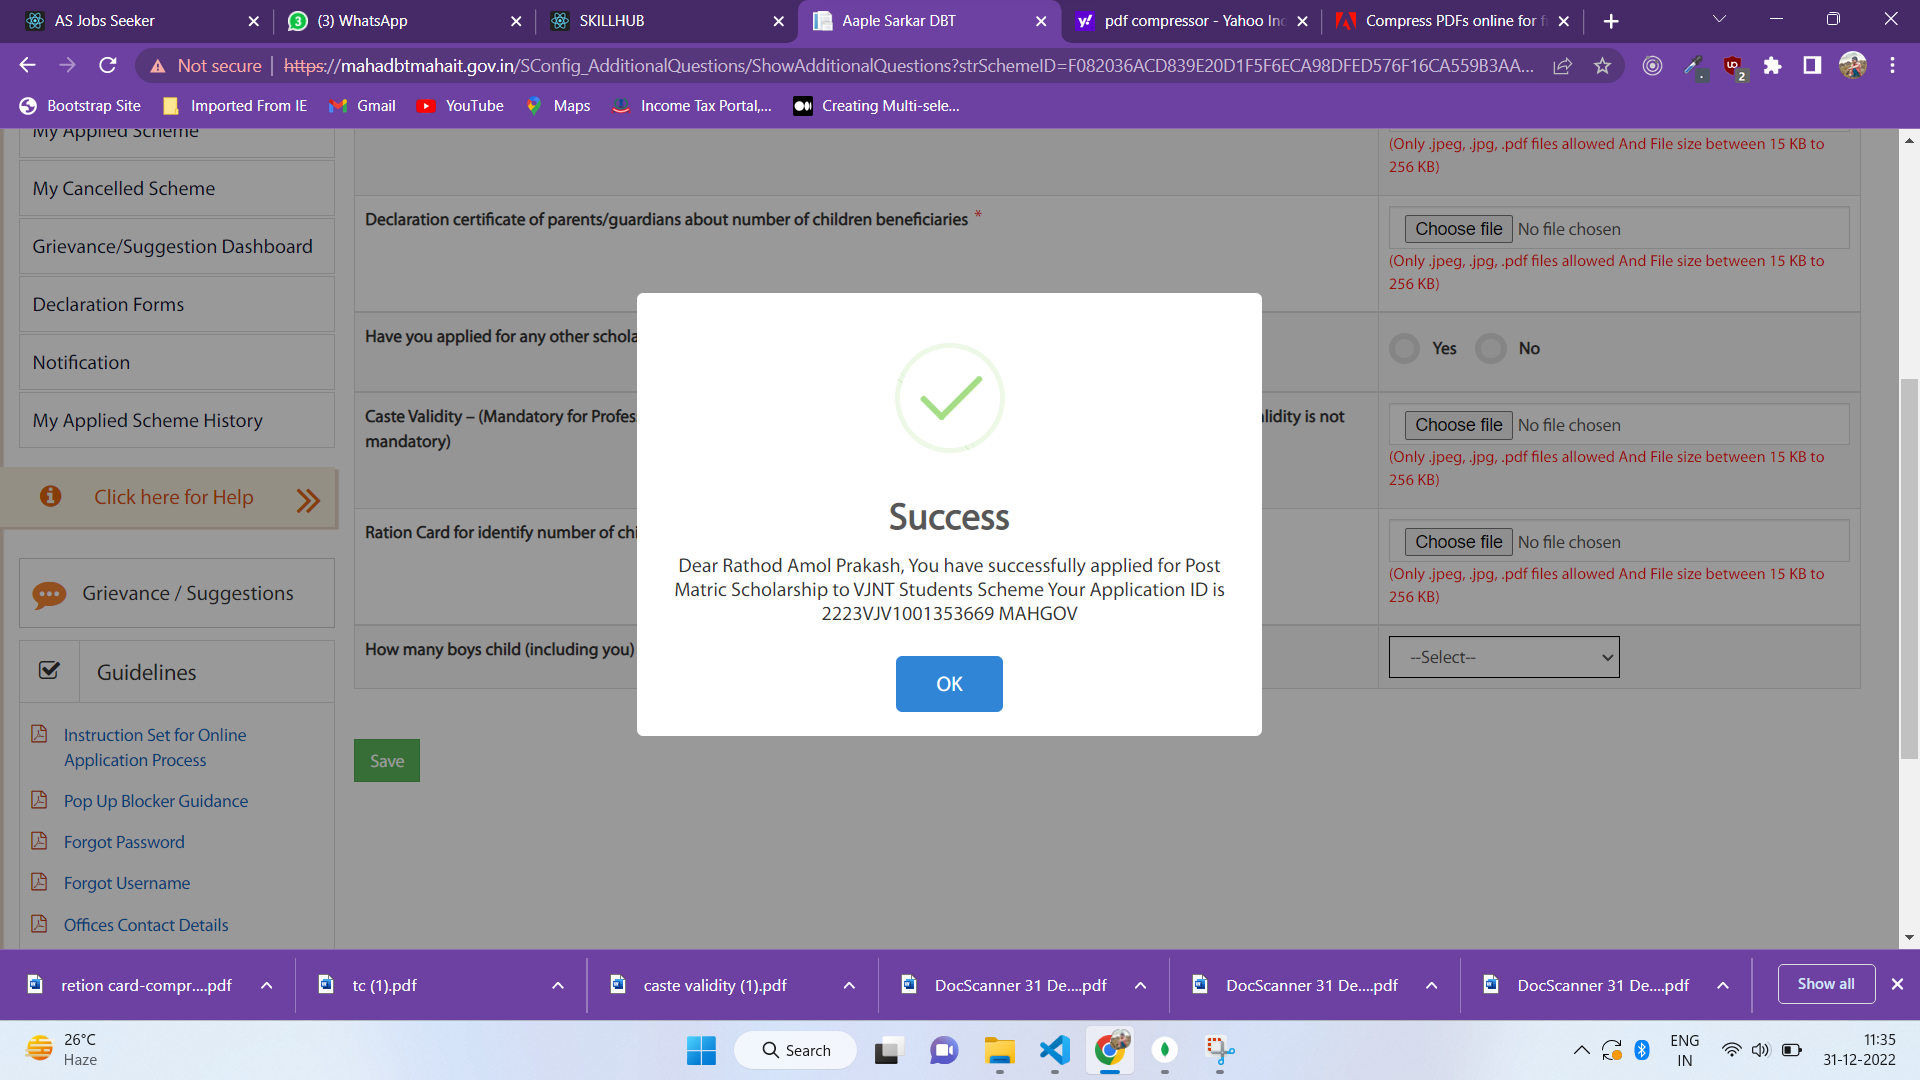 AS Jobs Seeker
(3) WhatsApp
SKILLHUB
Aaple Sarkar DBT
pdf compressor - Yahoo Inc
Compress PDFs online for f
Not secure
https://mahadbtmahait.gov.in/SConfig_AdditionalQuestions/ShowAdditionalQuestions?strSchemeID=F082036ACD839E20D1F5F6ECA98DFED576F16CA559B3AA...
2
Bootstrap Site
Imported From IE
Gmail
YouTube
Maps
Income Tax Portal,...
Creating Multi-sele...
My Applied Scheme
My Cancelled Scheme
Grievance/Suggestion Dashboard
Declaration Forms
Notification
My Applied Scheme History
Click here for Help
Grievance / Suggestions
Guidelines
Instruction Set for Online
Application Process
Pop Up Blocker Guidance
Forgot Password
Forgot Username
Offices Contact Details
(Only .jpeg, .jpg, .pdf files allowed And File size between 15 KB to
256 KB)
Declaration certificate of parents/guardians about number of children beneficiaries *
Choose file No file chosen
(Only .jpeg, .jpg, .pdf files allowed And File size between 15 KB to
256 KB)
Have you applied for any other schola
Yes No
Caste Validity – (Mandatory for Profes
lidity is not
mandatory)
Choose file No file chosen
(Only .jpeg, .jpg, .pdf files allowed And File size between 15 KB to
256 KB)
Ration Card for identify number of chi
Choose file No file chosen
(Only .jpeg, .jpg, .pdf files allowed And File size between 15 KB to
256 KB)
How many boys child (including you)
--Select--
Save
Success
Dear Rathod Amol Prakash, You have successfully applied for Post
Matric Scholarship to VJNT Students Scheme Your Application ID is
2223VJV1001353669 MAHGOV
OK
retion card-compr....pdf
tc (1).pdf
caste validity (1).pdf
DocScanner 31 De....pdf
DocScanner 31 De....pdf
DocScanner 31 De....pdf
Show all
26°C
Haze
Search
ENG
IN
11:35
31-12-2022